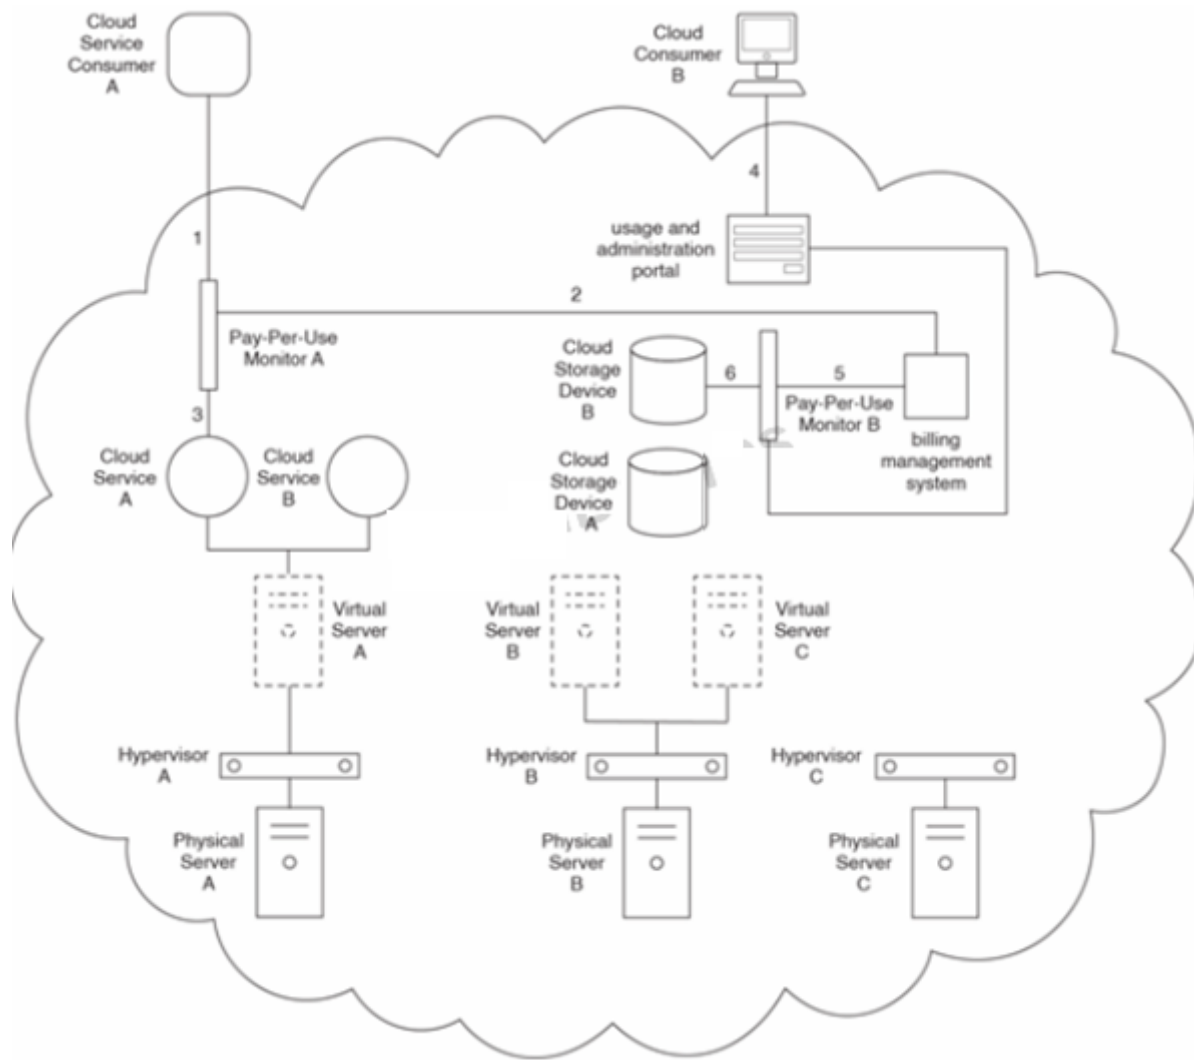 Cloud
Service
Consumer
A
Cloud
Consumer
B
4
1
usage and
administration
portal
2
Pay-Per-Use
Monitor A
Cloud
Storage
Device
B
6
5
Pay-Per-Use
Monitor B
billing
management
system
3
Cloud
Service
A
Cloud
Service
B
Cloud
Storage
Device
A
Virtual
Server
A
Virtual
Server
B
Virtual
Server
C
Hypervisor
A
Hypervisor
B
Hypervisor
C
Physical
Server
A
Physical
Server
B
Physical
Server
C